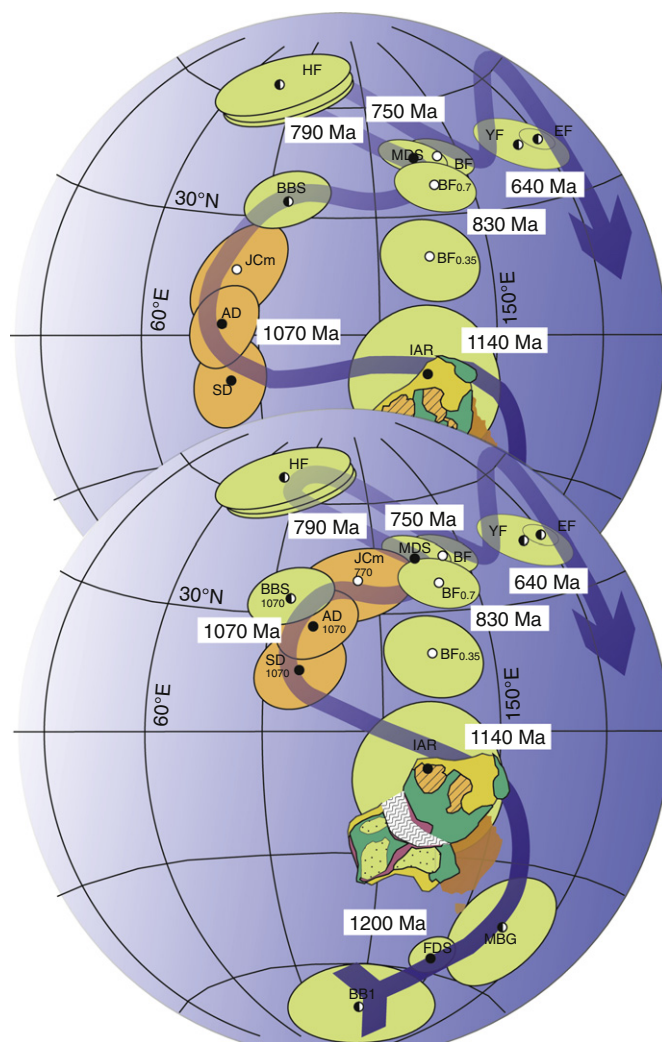 HF
750 Ma
790 Ma
YF
EF
MDS
BF
640 Ma
BBS
BF0.7
30°N
830 Ma
JCm
BF0.35
60°E
150°E
AD
1070 Ma
1140 Ma
IAR
SD
HF
750 Ma
790 Ma
YF
EF
MDS
BF
JCm
770
640 Ma
BBS
1070
30°N
BF0.7
AD
1070
830 Ma
1070 Ma
SD
1070
BF0.35
60°E
150°E
1140 Ma
IAR
1200 Ma
MBG
FDS
BB1